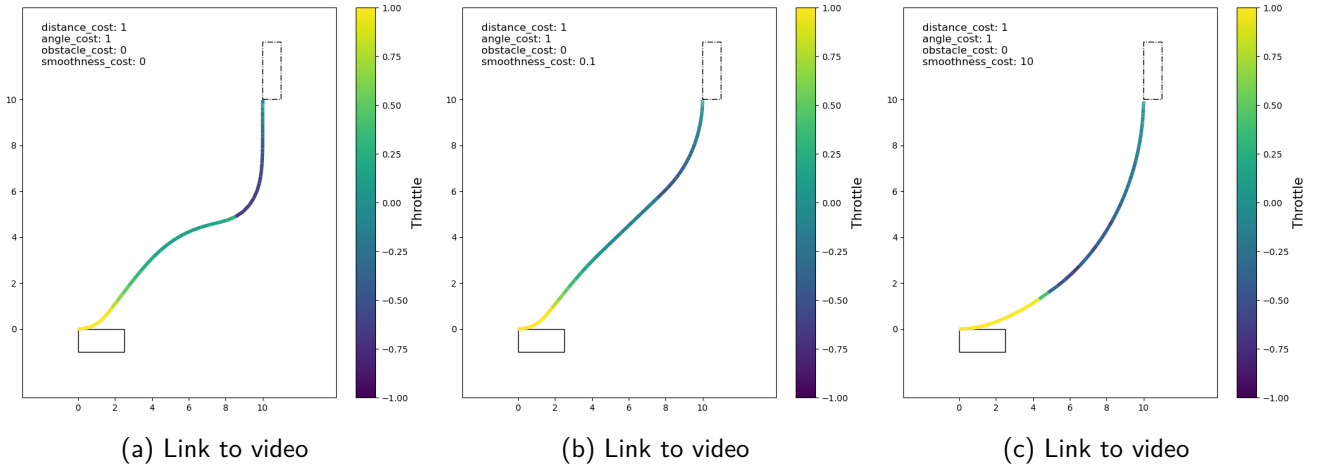 distance_cost: 1
angle_cost: 1
obstacle_cost: 0
smoothness_cost: 0
10
8
6
4
2
0
0 2 4 6 8 10
1.00
0.75
0.50
0.25
0.00
−0.25
−0.50
−0.75
−1.00
Throttle
(a) Link to video
distance_cost: 1
angle_cost: 1
obstacle_cost: 0
smoothness_cost: 0.1
10
8
6
4
2
0
0 2 4 6 8 10
1.00
0.75
0.50
0.25
0.00
−0.25
−0.50
−0.75
−1.00
Throttle
(b) Link to video
distance_cost: 1
angle_cost: 1
obstacle_cost: 0
smoothness_cost: 10
10
8
6
4
2
0
0 2 4 6 8 10
1.00
0.75
0.50
0.25
0.00
−0.25
−0.50
−0.75
−1.00
Throttle
(c) Link to video